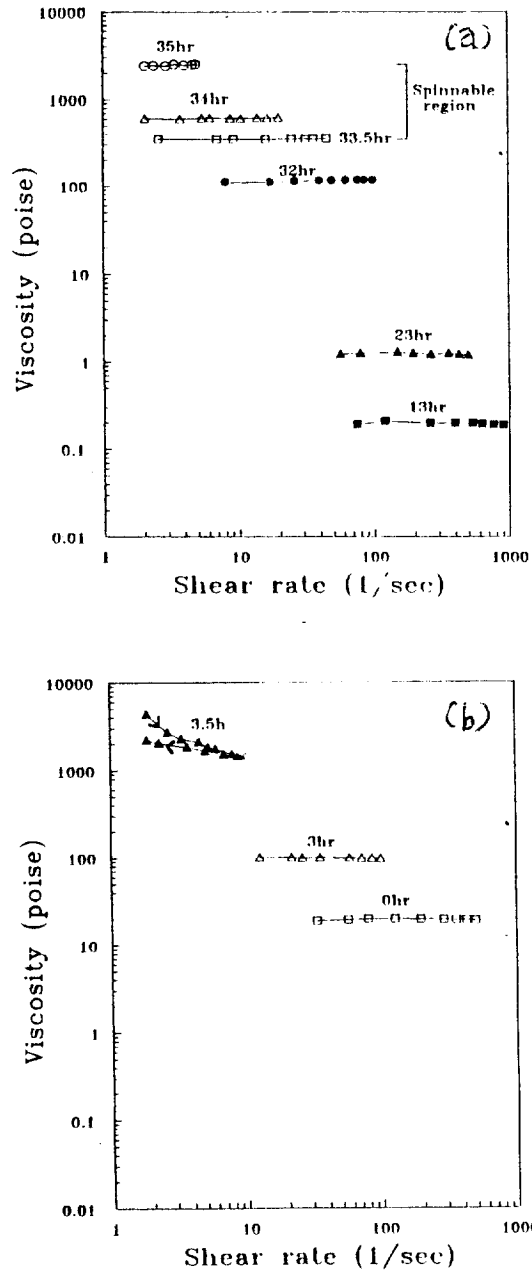 (a)
10000
35hr
34hr
Spinnable
region
1000
33.5hr
32hr
100
10
23hr
1
13hr
0.1
0.01
1
10
100
1000
Viscosity (poise)
Shear rate (1/sec)
(b)
10000
3.5h
1000
3hr
100
0hr
10
1
0.1
0.01
1
10
100
1000
Viscosity (poise)
Shear rate (1/sec)